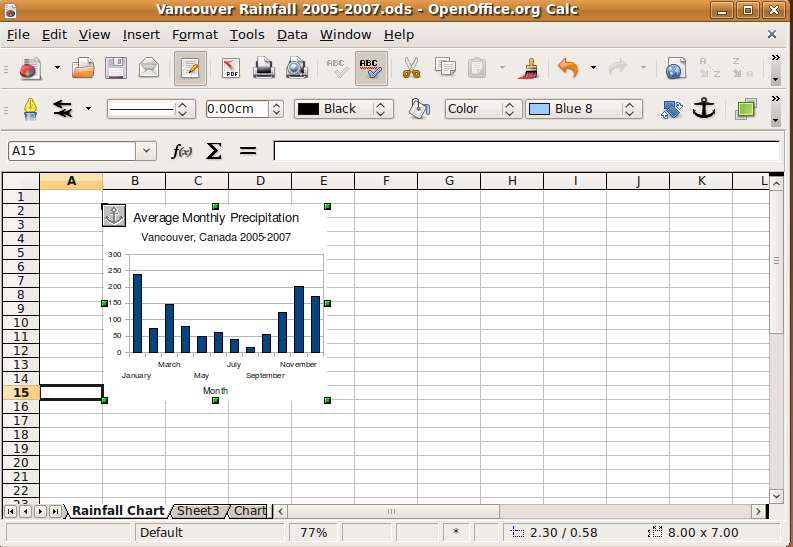 Vancouver Rainfall 2005-2007.ods - OpenOffice.org Calc
File Edit View Insert Format Tools Data Window Help
PDF ABC ABC A Z Z A
0.00cm Black Color Blue 8
A15 f(x) Σ =
A B C D E F G H I J K L
1
2
3
4
5
6
7
8
9
10
11
12
13
14
15
16
17
18
19
20
21
22
23
Average Monthly Precipitation
Vancouver, Canada 2005-2007
300
250
200
150
100
50
0
March July November
January May September
Month
Rainfall Chart Sheet3 Chart
Default 77% * 2.30 / 0.58 8.00 x 7.00